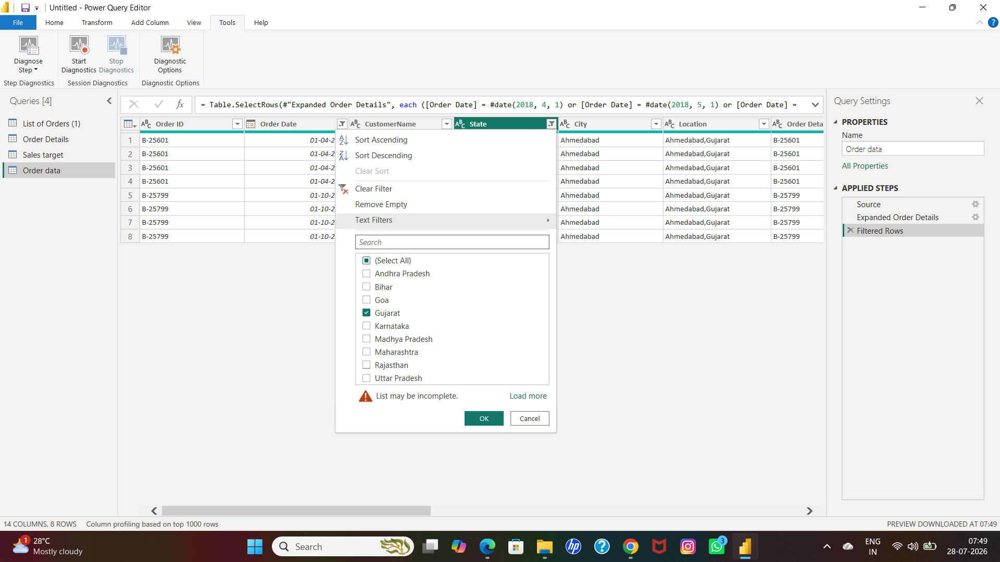 Untitled - Power Query Editor
File Home Transform Add Column View Tools Help
Diagnose Step
Start Diagnostics
Stop Diagnostics
Diagnostic Options
Step Diagnostics Session Diagnostics Diagnostic Options
Queries [4]
List of Orders (1)
Order Details
Sales target
Order data
fx = Table.SelectRows(#"Expanded Order Details", each ([Order Date] = #date(2018, 4, 1) or [Order Date] = #date(2018, 5, 1) or [Order Date] =
ABC Order ID Order Date ABC CustomerName ABC State ABC City ABC Location ABC Order Deta
1 B-25601 01-04-2 Ahmedabad Ahmedabad,Gujarat B-25601
2 B-25601 01-04-2 Ahmedabad Ahmedabad,Gujarat B-25601
3 B-25601 01-04-2 Ahmedabad Ahmedabad,Gujarat B-25601
4 B-25601 01-04-2 Ahmedabad Ahmedabad,Gujarat B-25601
5 B-25799 01-10-2 Ahmedabad Ahmedabad,Gujarat B-25799
6 B-25799 01-10-2 Ahmedabad Ahmedabad,Gujarat B-25799
7 B-25799 01-10-2 Ahmedabad Ahmedabad,Gujarat B-25799
8 B-25799 01-10-2 Ahmedabad Ahmedabad,Gujarat B-25799
AZ Sort Ascending
ZA Sort Descending
Clear Sort
Clear Filter
Remove Empty
Text Filters
Search
(Select All)
Andhra Pradesh
Bihar
Goa
Gujarat
Karnataka
Madhya Pradesh
Maharashtra
Rajasthan
Uttar Pradesh
List may be incomplete. Load more
OK Cancel
Query Settings
PROPERTIES
Name
Order data
All Properties
APPLIED STEPS
Source
Expanded Order Details
Filtered Rows
14 COLUMNS, 8 ROWS Column profiling based on top 1000 rows
PREVIEW DOWNLOADED AT 07:49
1
28°C
Mostly cloudy
Search
hp
?
3
ENG
IN
07:49
28-07-2026